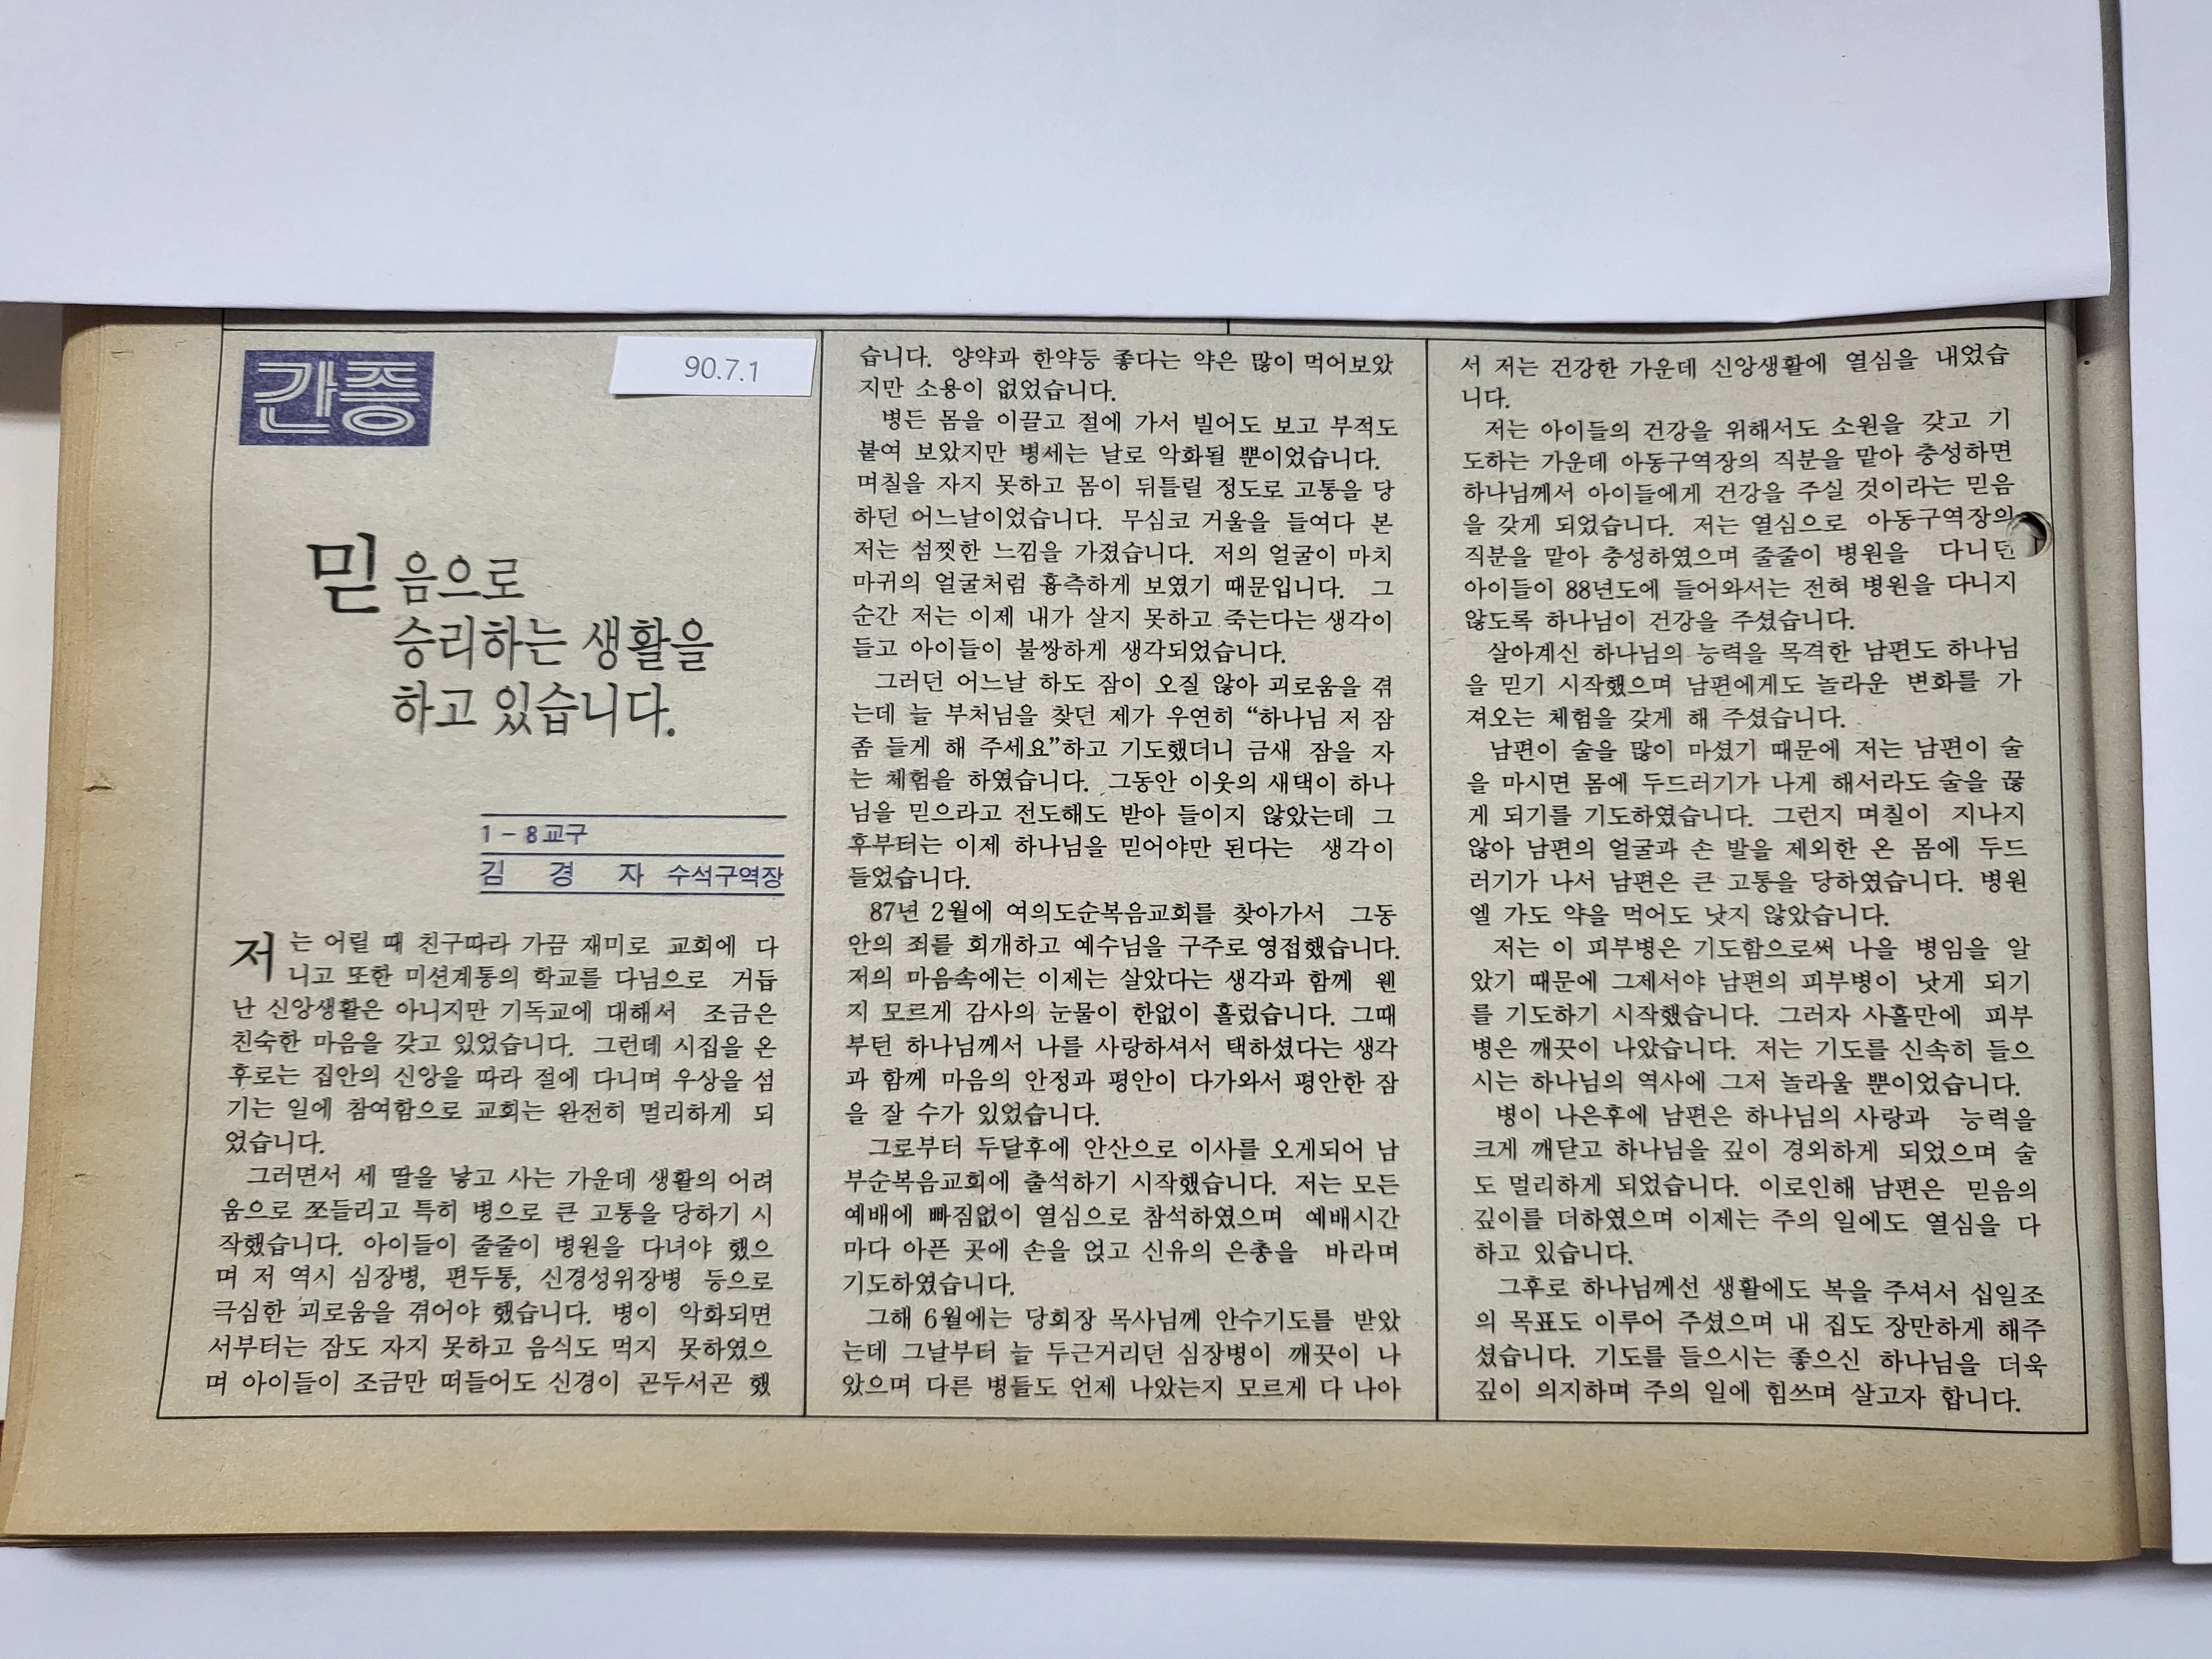 간증
90.7.1
믿음으로
승리하는 생활을
하고 있습니다.
1-8교구
김 경 자 수석구역장
저는 어릴 때 친구따라 가끔 재미로 교회에 다
니고 또한 미션계통의 학교를 다님으로 거듭
난 신앙생활은 아니지만 기독교에 대해서 조금은
친숙한 마음을 갖고 있었습니다. 그런데 시집을 온
후로는 집안의 신앙을 따라 절에 다니며 우상을 섬
기는 일에 참여함으로 교회는 완전히 멀리하게 되
었습니다.
그러면서 세 딸을 낳고 사는 가운데 생활의 어려
움으로 쪼들리고 특히 병으로 큰 고통을 당하기 시
작했습니다. 아이들이 줄줄이 병원을 다녀야 했으
며 저 역시 심장병, 편두통, 신경성위장병 등으로
극심한 괴로움을 겪어야 했습니다. 병이 악화되면
서부터는 잠도 자지 못하고 음식도 먹지 못하였으
며 아이들이 조금만 떠들어도 신경이 곤두서곤 했
습니다. 양약과 한약등 좋다는 약은 많이 먹어보았
지만 소용이 없었습니다.
병든 몸을 이끌고 절에 가서 빌어도 보고 부적도
붙여 보았지만 병세는 날로 악화될 뿐이었습니다.
며칠을 자지 못하고 몸이 뒤틀릴 정도로 고통을 당
하던 어느날이었습니다. 무심코 거울을 들여다 본
저는 섬찟한 느낌을 가졌습니다. 저의 얼굴이 마치
마귀의 얼굴처럼 흉측하게 보였기 때문입니다. 그
순간 저는 이제 내가 살지 못하고 죽는다는 생각이
들고 아이들이 불쌍하게 생각되었습니다.
그러던 어느날 하도 잠이 오질 않아 괴로움을 겪
는데 늘 부처님을 찾던 제가 우연히 “하나님 저 잠
좀 들게 해 주세요”하고 기도했더니 금새 잠을 자
는 체험을 하였습니다. 그동안 이웃의 새댁이 하나
님을 믿으라고 전도해도 받아 들이지 않았는데 그
후부터는 이제 하나님을 믿어야만 된다는 생각이
들었습니다.
87년 2월에 여의도순복음교회를 찾아가서 그동
안의 죄를 회개하고 예수님을 구주로 영접했습니다.
저의 마음속에는 이제는 살았다는 생각과 함께 웬
지 모르게 감사의 눈물이 한없이 흘렀습니다. 그때
부턴 하나님께서 나를 사랑하셔서 택하셨다는 생각
과 함께 마음의 안정과 평안이 다가와서 평안한 잠
을 잘 수가 있었습니다.
그로부터 두달후에 안산으로 이사를 오게되어 남
부순복음교회에 출석하기 시작했습니다. 저는 모든
예배에 빠짐없이 열심으로 참석하였으며 예배시간
마다 아픈 곳에 손을 얹고 신유의 은총을 바라며
기도하였습니다.
그해 6월에는 당회장 목사님께 안수기도를 받았
는데 그날부터 늘 두근거리던 심장병이 깨끗이 나
았으며 다른 병들도 언제 나았는지 모르게 다 나아
서 저는 건강한 가운데 신앙생활에 열심을 내었습
니다.
저는 아이들의 건강을 위해서도 소원을 갖고 기
도하는 가운데 아동구역장의 직분을 맡아 충성하면
하나님께서 아이들에게 건강을 주실 것이라는 믿음
을 갖게 되었습니다. 저는 열심으로 아동구역장의
직분을 맡아 충성하였으며 줄줄이 병원을 다니던
아이들이 88년도에 들어와서는 전혀 병원을 다니지
않도록 하나님이 건강을 주셨습니다.
살아계신 하나님의 능력을 목격한 남편도 하나님
을 믿기 시작했으며 남편에게도 놀라운 변화를 가
져오는 체험을 갖게 해 주셨습니다.
남편이 술을 많이 마셨기 때문에 저는 남편이 술
을 마시면 몸에 두드러기가 나게 해서라도 술을 끊
게 되기를 기도하였습니다. 그런지 며칠이 지나지
않아 남편의 얼굴과 손 발을 제외한 온 몸에 두드
러기가 나서 남편은 큰 고통을 당하였습니다. 병원
엘 가도 약을 먹어도 낫지 않았습니다.
저는 이 피부병은 기도함으로써 나을 병임을 알
았기 때문에 그제서야 남편의 피부병이 낫게 되기
를 기도하기 시작했습니다. 그러자 사흘만에 피부
병은 깨끗이 나았습니다. 저는 기도를 신속히 들으
시는 하나님의 역사에 그저 놀라울 뿐이었습니다.
병이 나은후에 남편은 하나님의 사랑과 능력을
크게 깨닫고 하나님을 깊이 경외하게 되었으며 술
도 멀리하게 되었습니다. 이로인해 남편은 믿음의
깊이를 더하였으며 이제는 주의 일에도 열심을 다
하고 있습니다.
그후로 하나님께선 생활에도 복을 주셔서 십일조
의 목표도 이루어 주셨으며 내 집도 장만하게 해주
셨습니다. 기도를 들으시는 좋으신 하나님을 더욱
깊이 의지하며 주의 일에 힘쓰며 살고자 합니다.